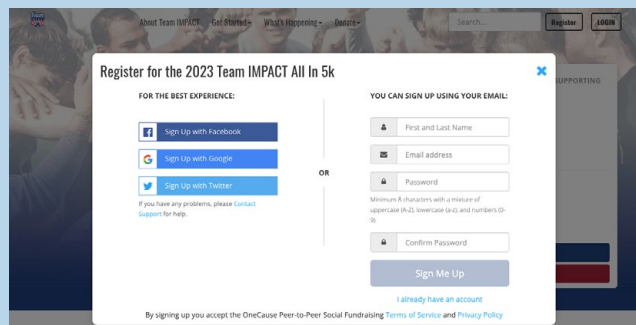 About Team IMPACT Get Started What's Happening Donate Search... Register LOGIN
SUPPORTING
Register for the 2023 Team IMPACT All In 5k
FOR THE BEST EXPERIENCE:
Sign Up with Facebook
Sign Up with Google
Sign Up with Twitter
If you have any problems, please Contact
Support for help.
OR
YOU CAN SIGN UP USING YOUR EMAIL:
First and Last Name
Email address
Password
Minimum 8 characters with a mixture of
uppercase (A-Z), lowercase (a-z), and numbers (0-
9)
Confirm Password
Sign Me Up
I already have an account
By signing up you accept the OneCause Peer-to-Peer Social Fundraising Terms of Service and Privacy Policy